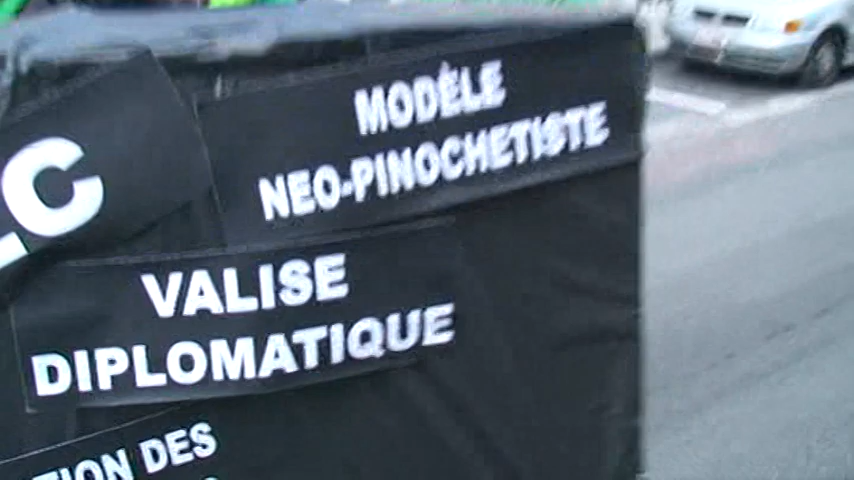 MODÈLE
NEO-PINOCHETISTE
VALISE
DIPLOMATIQUE
TION DES